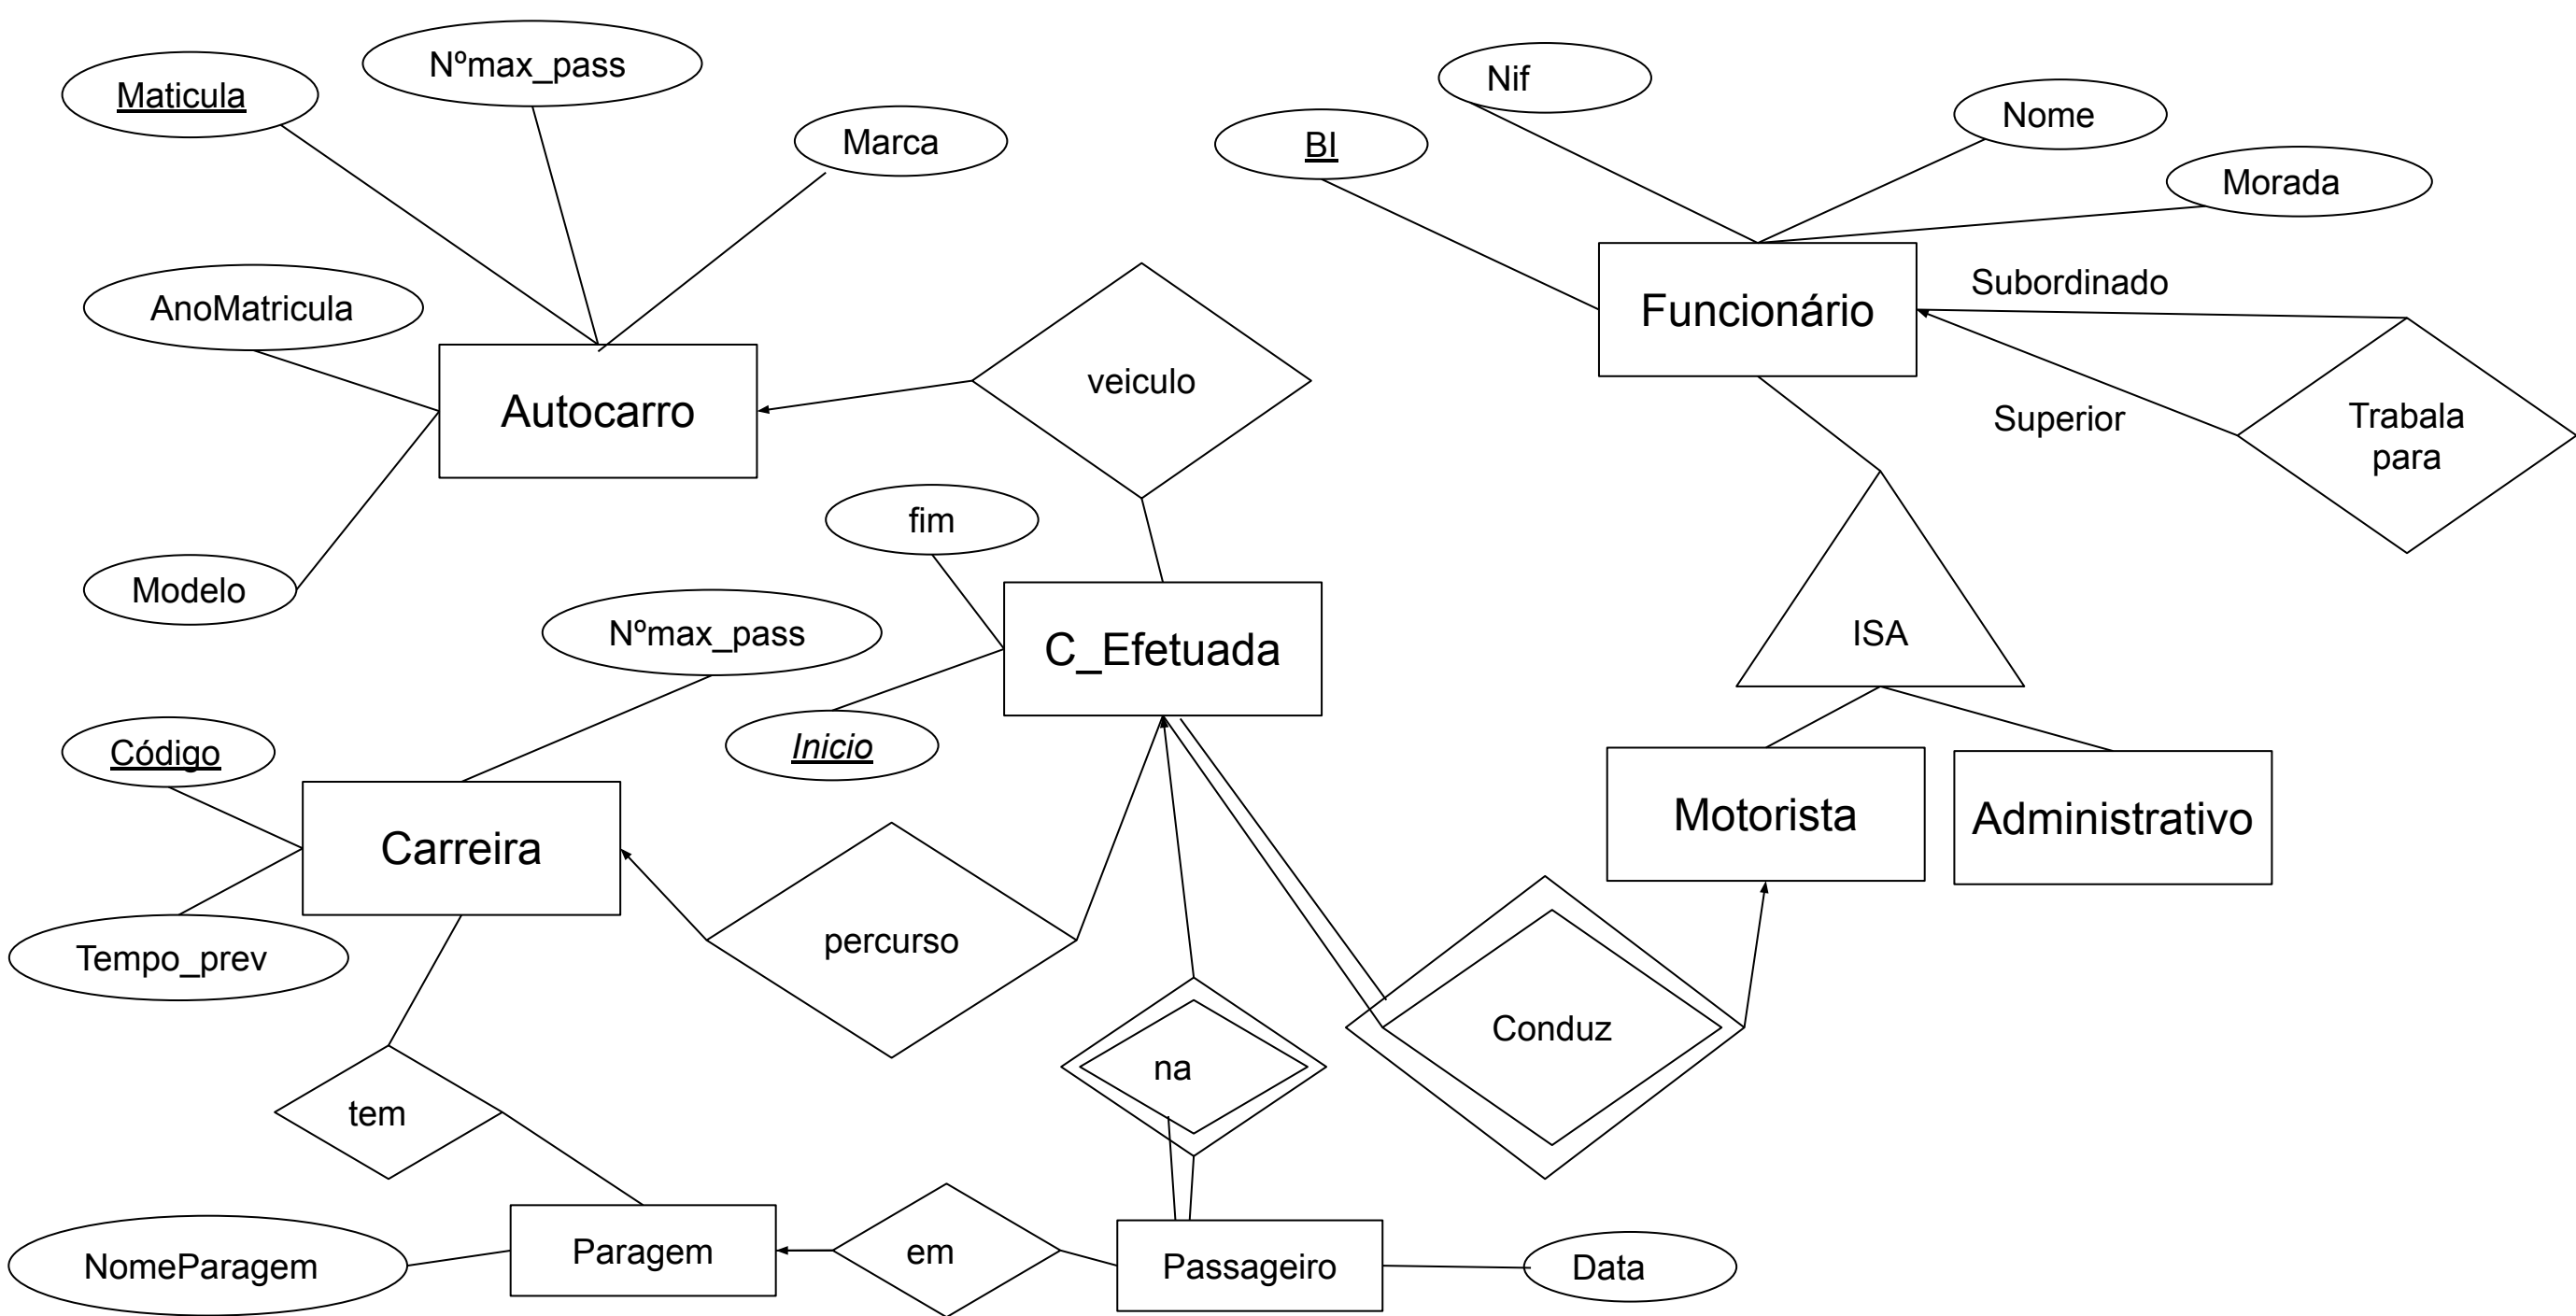 Nºmax_pass
Nif
Maticula
Nome
Marca
BI
Morada
Subordinado
AnoMatricula
Funcionário
veiculo
Autocarro
Superior
Trabala
para
fim
Modelo
Nºmax_pass
ISA
C_Efetuada
Código
Inicio
Motorista
Administrativo
Carreira
percurso
Tempo_prev
Conduz
na
tem
Paragem
em
NomeParagem
Passageiro
Data